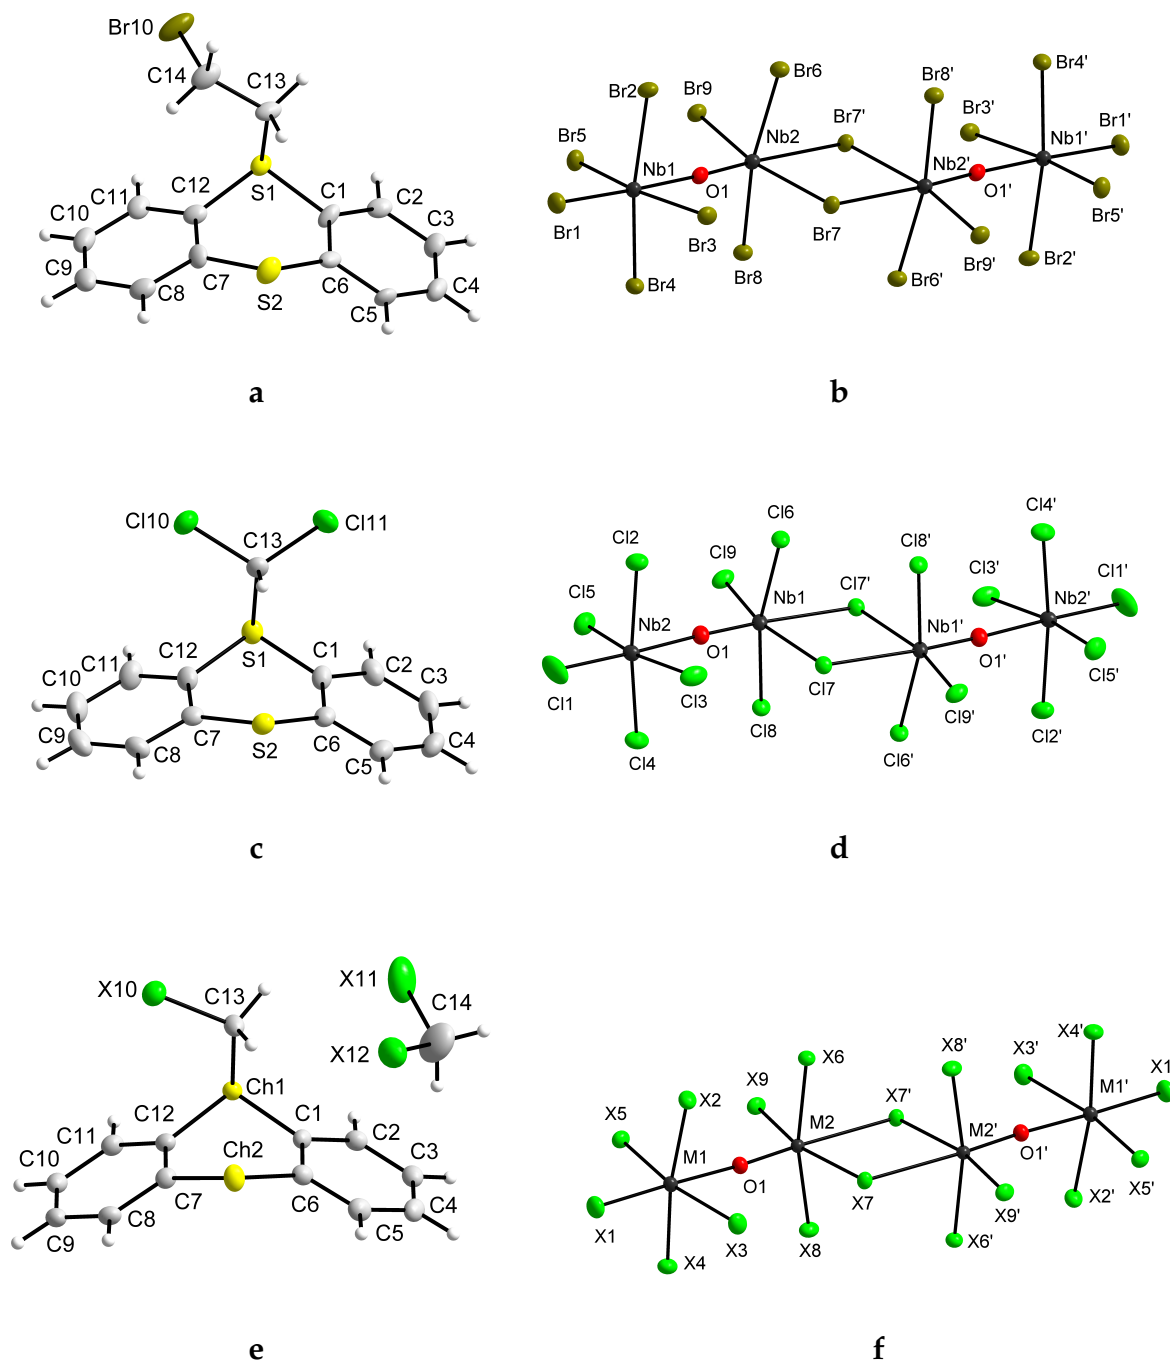 Br10
C14
C13
S1
C12
C11
C10
C9
C8
C7
S2
C1
C2
C3
C4
C5
C6
a
Br2
Br9
Br6
Br8'
Br4'
Br5
Br7'
Br3'
Br1'
Nb1
Nb2
Nb2'
Nb1'
O1
O1'
Br1
Br3
Br8
Br7
Br4
Br6'
Br9'
Br2'
Br5'
b
Cl10
Cl11
C13
S1
C12
C11
C10
C9
C8
C7
S2
C1
C2
C3
C4
C5
C6
c
Cl2
Cl6
Cl8'
Cl4'
Cl9
Cl5
Cl7'
Cl3'
Cl1'
Nb2
Nb1
Nb1'
Nb2'
O1
O1'
Cl1
Cl3
Cl7
Cl8
Cl4
Cl6'
Cl9'
Cl5'
Cl2'
d
X10
C13
X11
C14
X12
Ch1
C12
C11
C10
C9
C8
C7
Ch2
C1
C2
C3
C4
C5
C6
e
X6
X8'
X4'
X3'
X1
X2
X9
X7'
X5
M1
M2
M2'
M1'
O1
O1'
X1
X3
X4
X8
X7
X9'
X6'
X2'
X5'
f